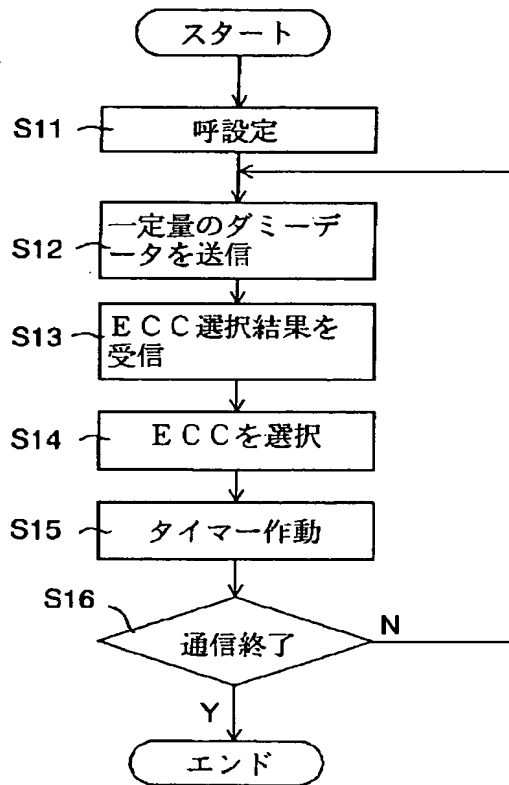 スタート
S11
呼設定
S12
一定量のダミーデ
ータを送信
S13
ＥＣＣ選択結果を
受信
S14
ＥＣＣを選択
S15
タイマー作動
S16
通信終了
N
Y
エンド